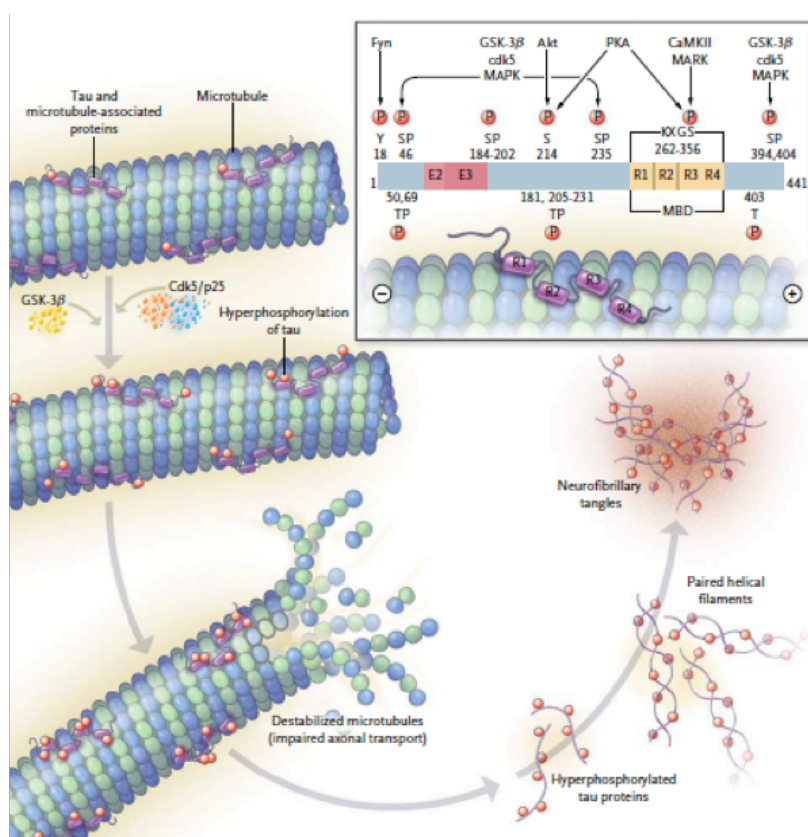 Fyn
GSK-3β
cdk5
MAPK
Akt
PKA
CaMKII
MARK
GSK-3β
cdk5
MAPK
P P P P P P P
Y SP SP S SP KXGS SP
18 46 184-202 214 235 262-356 394,404
1 E2 E3 R1 R2 R3 R4 441
50,69 181, 205-231 MBD 403
TP TP T
P P P
R1 R2 R3 R4
− +
Tau and
microtubule-associated
proteins
Microtubule
GSK-3β
Cdk5/p25
Hyperphosphorylation
of tau
Neurofibrillary
tangles
Paired helical
filaments
Destabilized microtubules
(impaired axonal transport)
Hyperphosphorylated
tau proteins